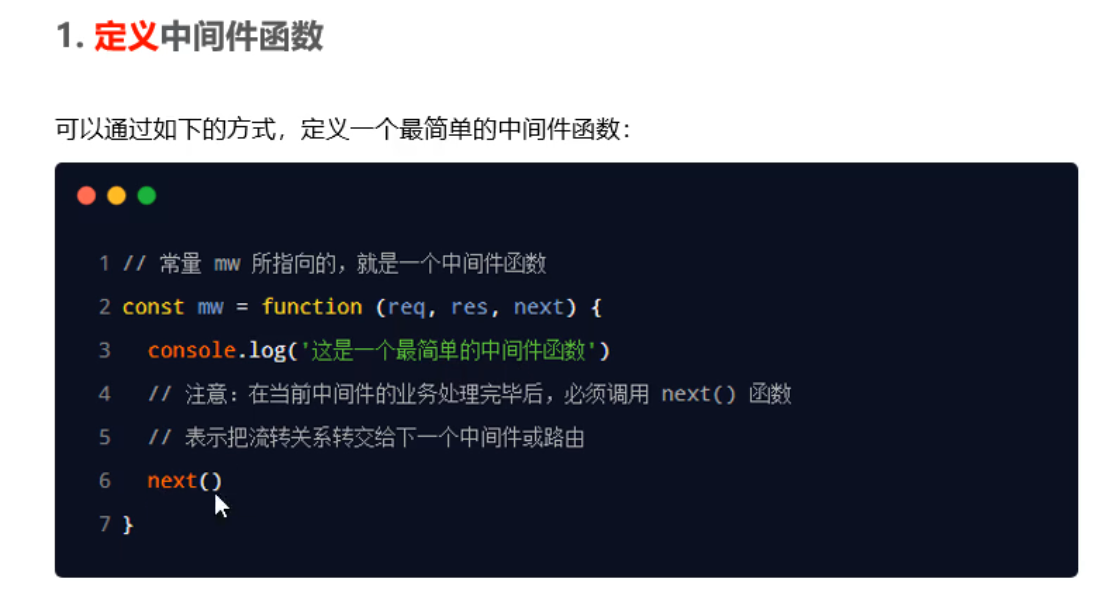 1. 定义中间件函数
可以通过如下的方式，定义一个最简单的中间件函数：
1 // 常量 mw 所指向的，就是一个中间件函数
2 const mw = function (req, res, next) {
3   console.log('这是一个最简单的中间件函数')
4   // 注意：在当前中间件的业务处理完毕后，必须调用 next() 函数
5   // 表示把流转关系转交给下一个中间件或路由
6   next()
7 }